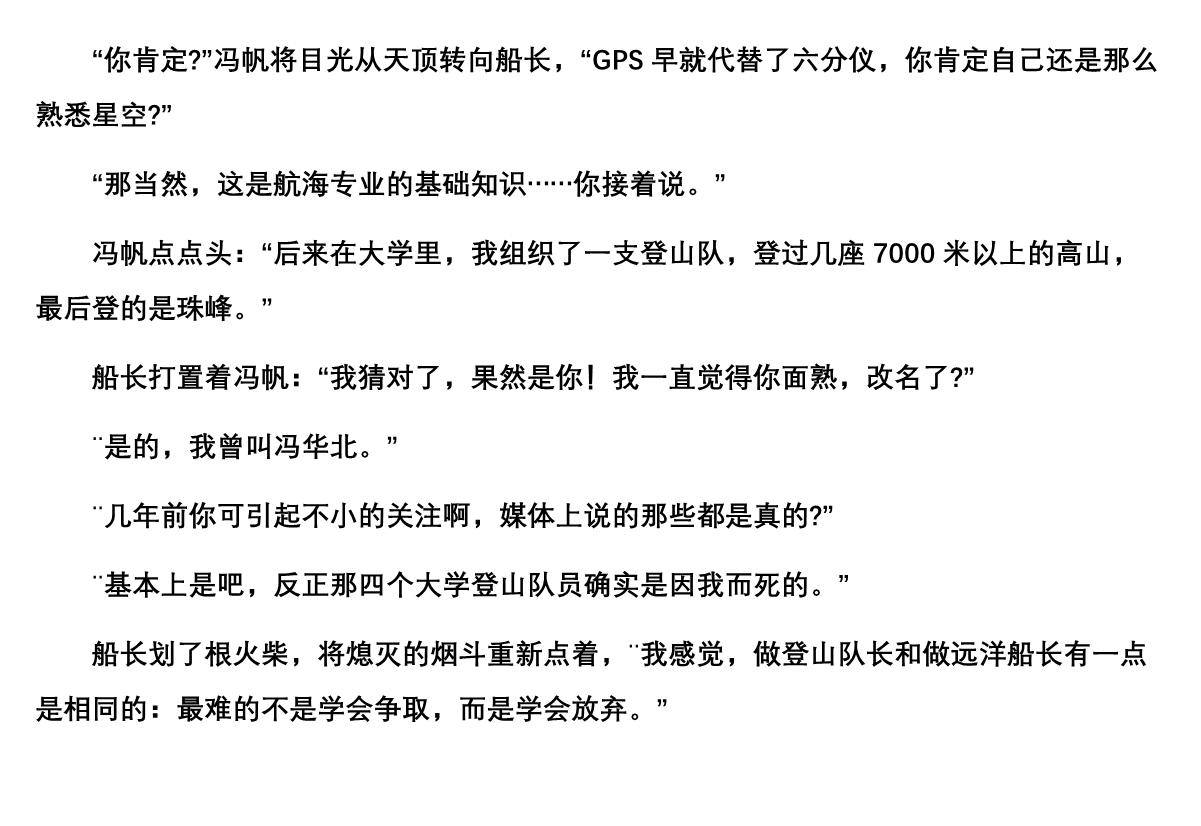 “你肯定?”冯帆将目光从天顶转向船长，“GPS 早就代替了六分仪，你肯定自己还是那么
熟悉星空?”
“那当然，这是航海专业的基础知识……你接着说。”
冯帆点点头：“后来在大学里，我组织了一支登山队，登过几座 7000 米以上的高山，
最后登的是珠峰。”
船长打置着冯帆：“我猜对了，果然是你！我一直觉得你面熟，改名了?”
¨是的，我曾叫冯华北。”
¨几年前你可引起不小的关注啊，媒体上说的那些都是真的?”
¨基本上是吧，反正那四个大学登山队员确实是因我而死的。”
船长划了根火柴，将熄灭的烟斗重新点着，¨我感觉，做登山队长和做远洋船长有一点
是相同的：最难的不是学会争取，而是学会放弃。”